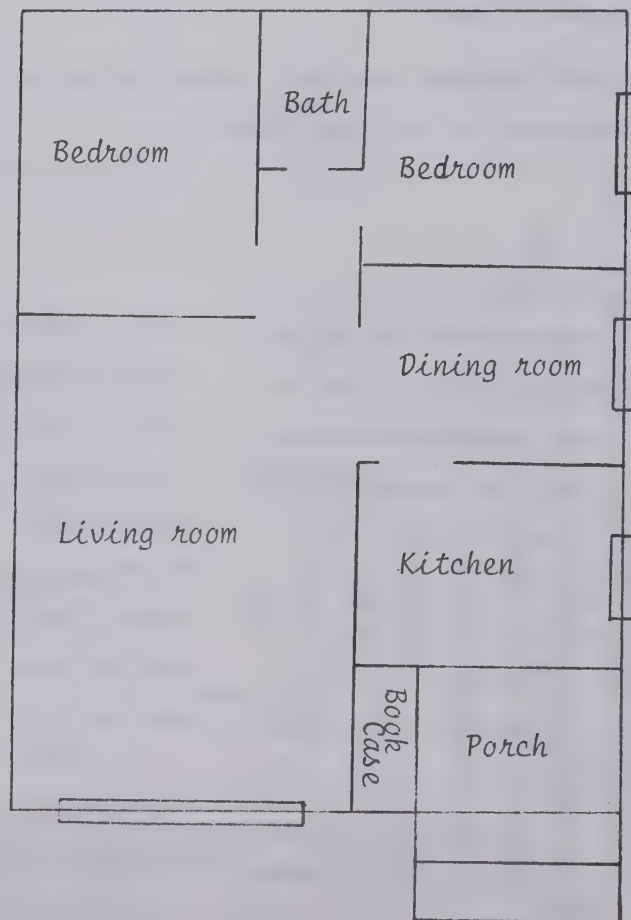 Bath
Bedroom
Bedroom
Dining room
Living room
Kitchen
Book
Case
Porch